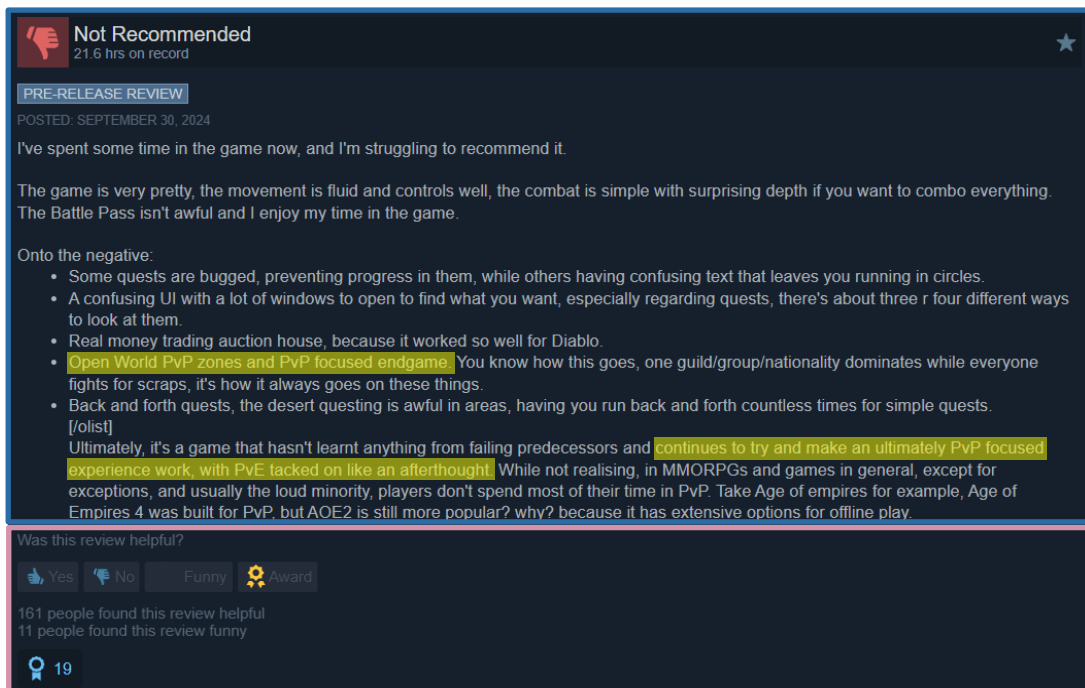 Not Recommended
21.6 hrs on record
PRE-RELEASE REVIEW
POSTED: SEPTEMBER 30, 2024
I've spent some time in the game now, and I'm struggling to recommend it.
The game is very pretty, the movement is fluid and controls well, the combat is simple with surprising depth if you want to combo everything.
The Battle Pass isn't awful and I enjoy my time in the game.
Onto the negative:
• Some quests are bugged, preventing progress in them, while others having confusing text that leaves you running in circles.
• A confusing UI with a lot of windows to open to find what you want, especially regarding quests, there's about three r four different ways
to look at them.
• Real money trading auction house, because it worked so well for Diablo.
• Open World PvP zones and PvP focused endgame. You know how this goes, one guild/group/nationality dominates while everyone
fights for scraps, it's how it always goes on these things.
• Back and forth quests, the desert questing is awful in areas, having you run back and forth countless times for simple quests.
[/olist]
Ultimately, it's a game that hasn't learnt anything from failing predecessors and continues to try and make an ultimately PvP focused
experience work, with PvE tacked on like an afterthought. While not realising, in MMORPGs and games in general, except for
exceptions, and usually the loud minority, players don't spend most of their time in PvP. Take Age of empires for example, Age of
Empires 4 was built for PvP, but AOE2 is still more popular? why? because it has extensive options for offline play.
Was this review helpful?
Yes No Funny Award
161 people found this review helpful
11 people found this review funny
19